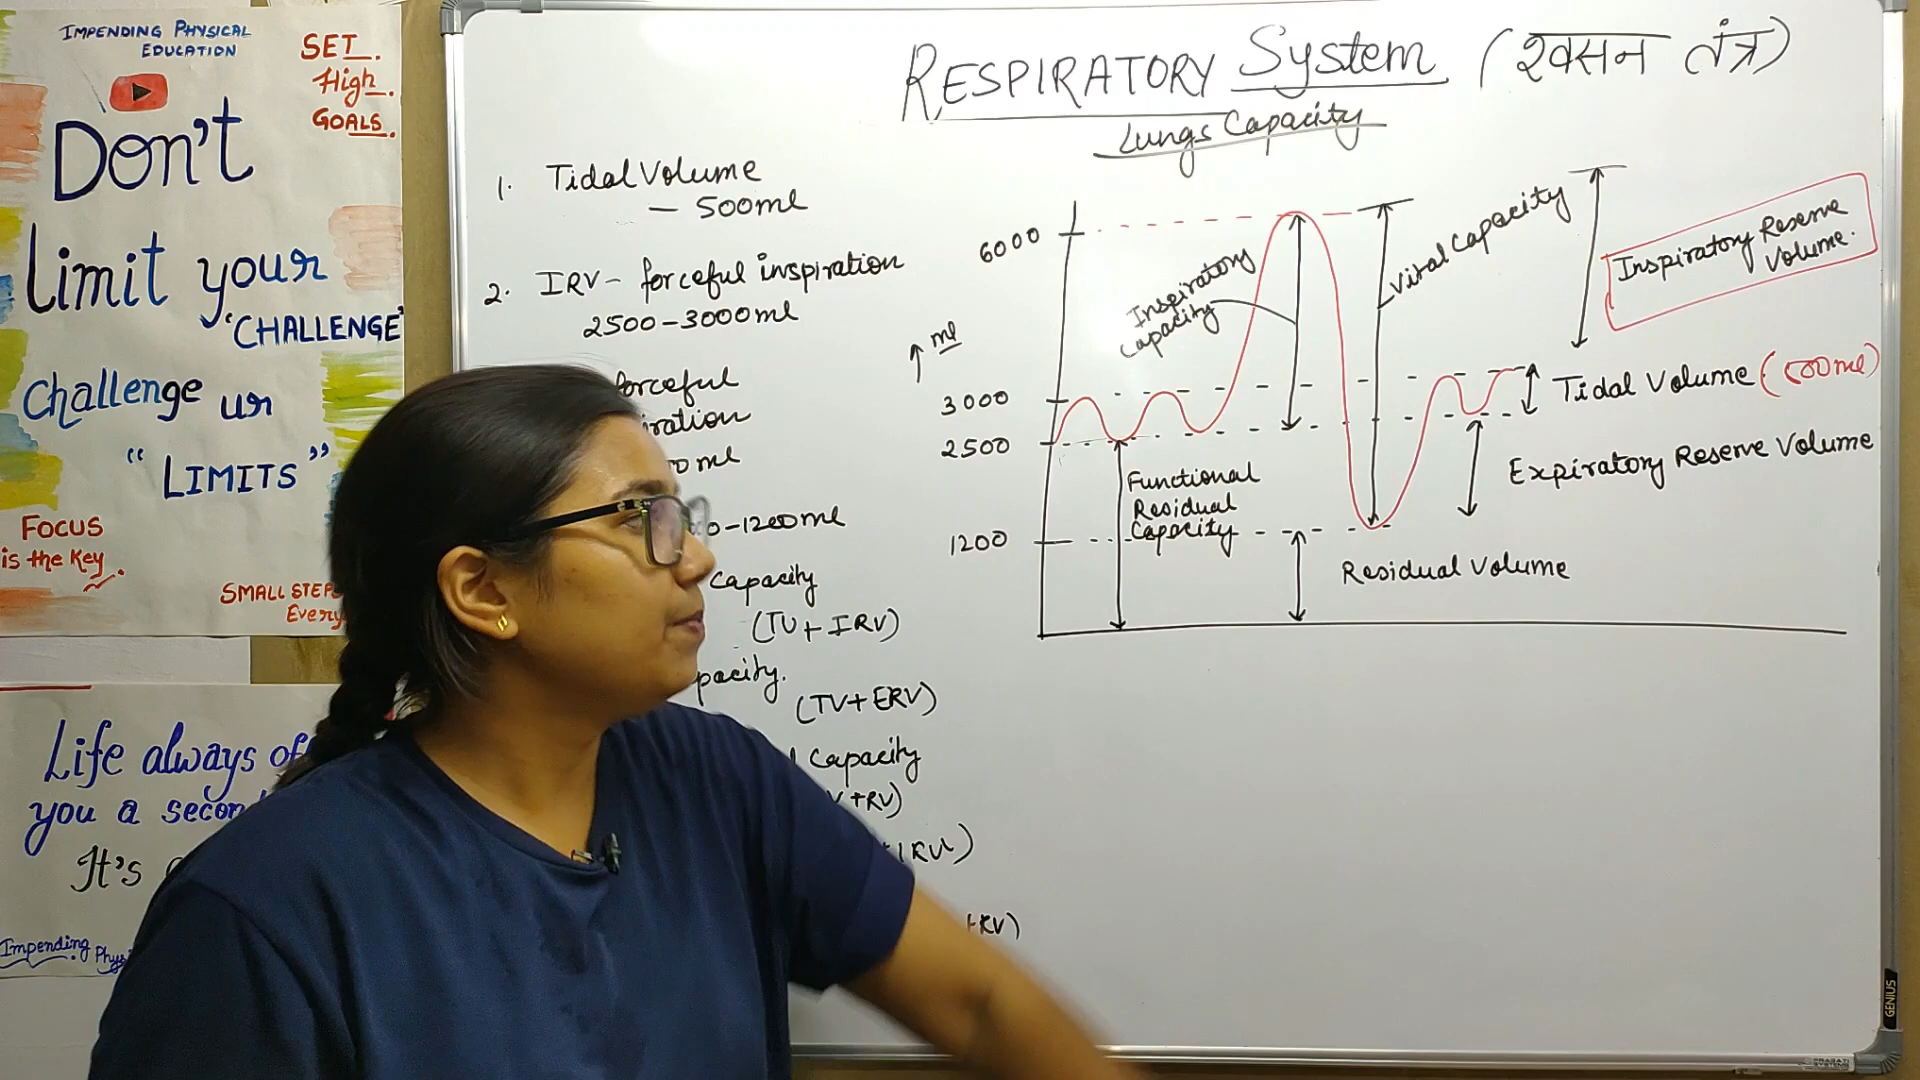 IMPENDING PHYSICAL
EDUCATION
SET.
High.
GOALS.
Don't
Limit your
'CHALLENGE'
Challenge ur
"LIMITS"
FOCUS
is the Key.
SMALL STEP
Every
Life always of
you a secon
It's
Impending Phys
RESPIRATORY System (श्वसन तंत्र)
Lungs Capacity
1. Tidal Volume
- 500ml
2. IRV - forceful inspiration
2500-3000ml
forceful
iration
0ml
0-1200ml
Capacity
(TV + IRV)
pacity.
(TV+ERV)
Capacity
+RV)
+IRV)
+RV)
↑ ml
6000
3000
2500
1200
Inspiratory
Capacity
Vital Capacity
Inspiratory Reserve
Volume.
Tidal Volume (500ml)
Expiratory Reserve Volume
Functional
Residual
Capacity
Residual Volume
GENIUS